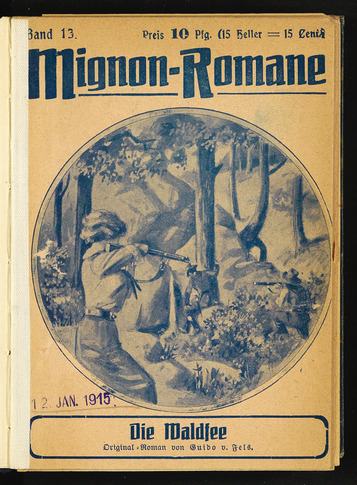 Band 13.
Preis 10 Pfg. (15 Heller = 15 Cent)
Mignon-Romane
12. JAN. 1915
Die Waldfee
Original-Roman von Guido v. Fels.